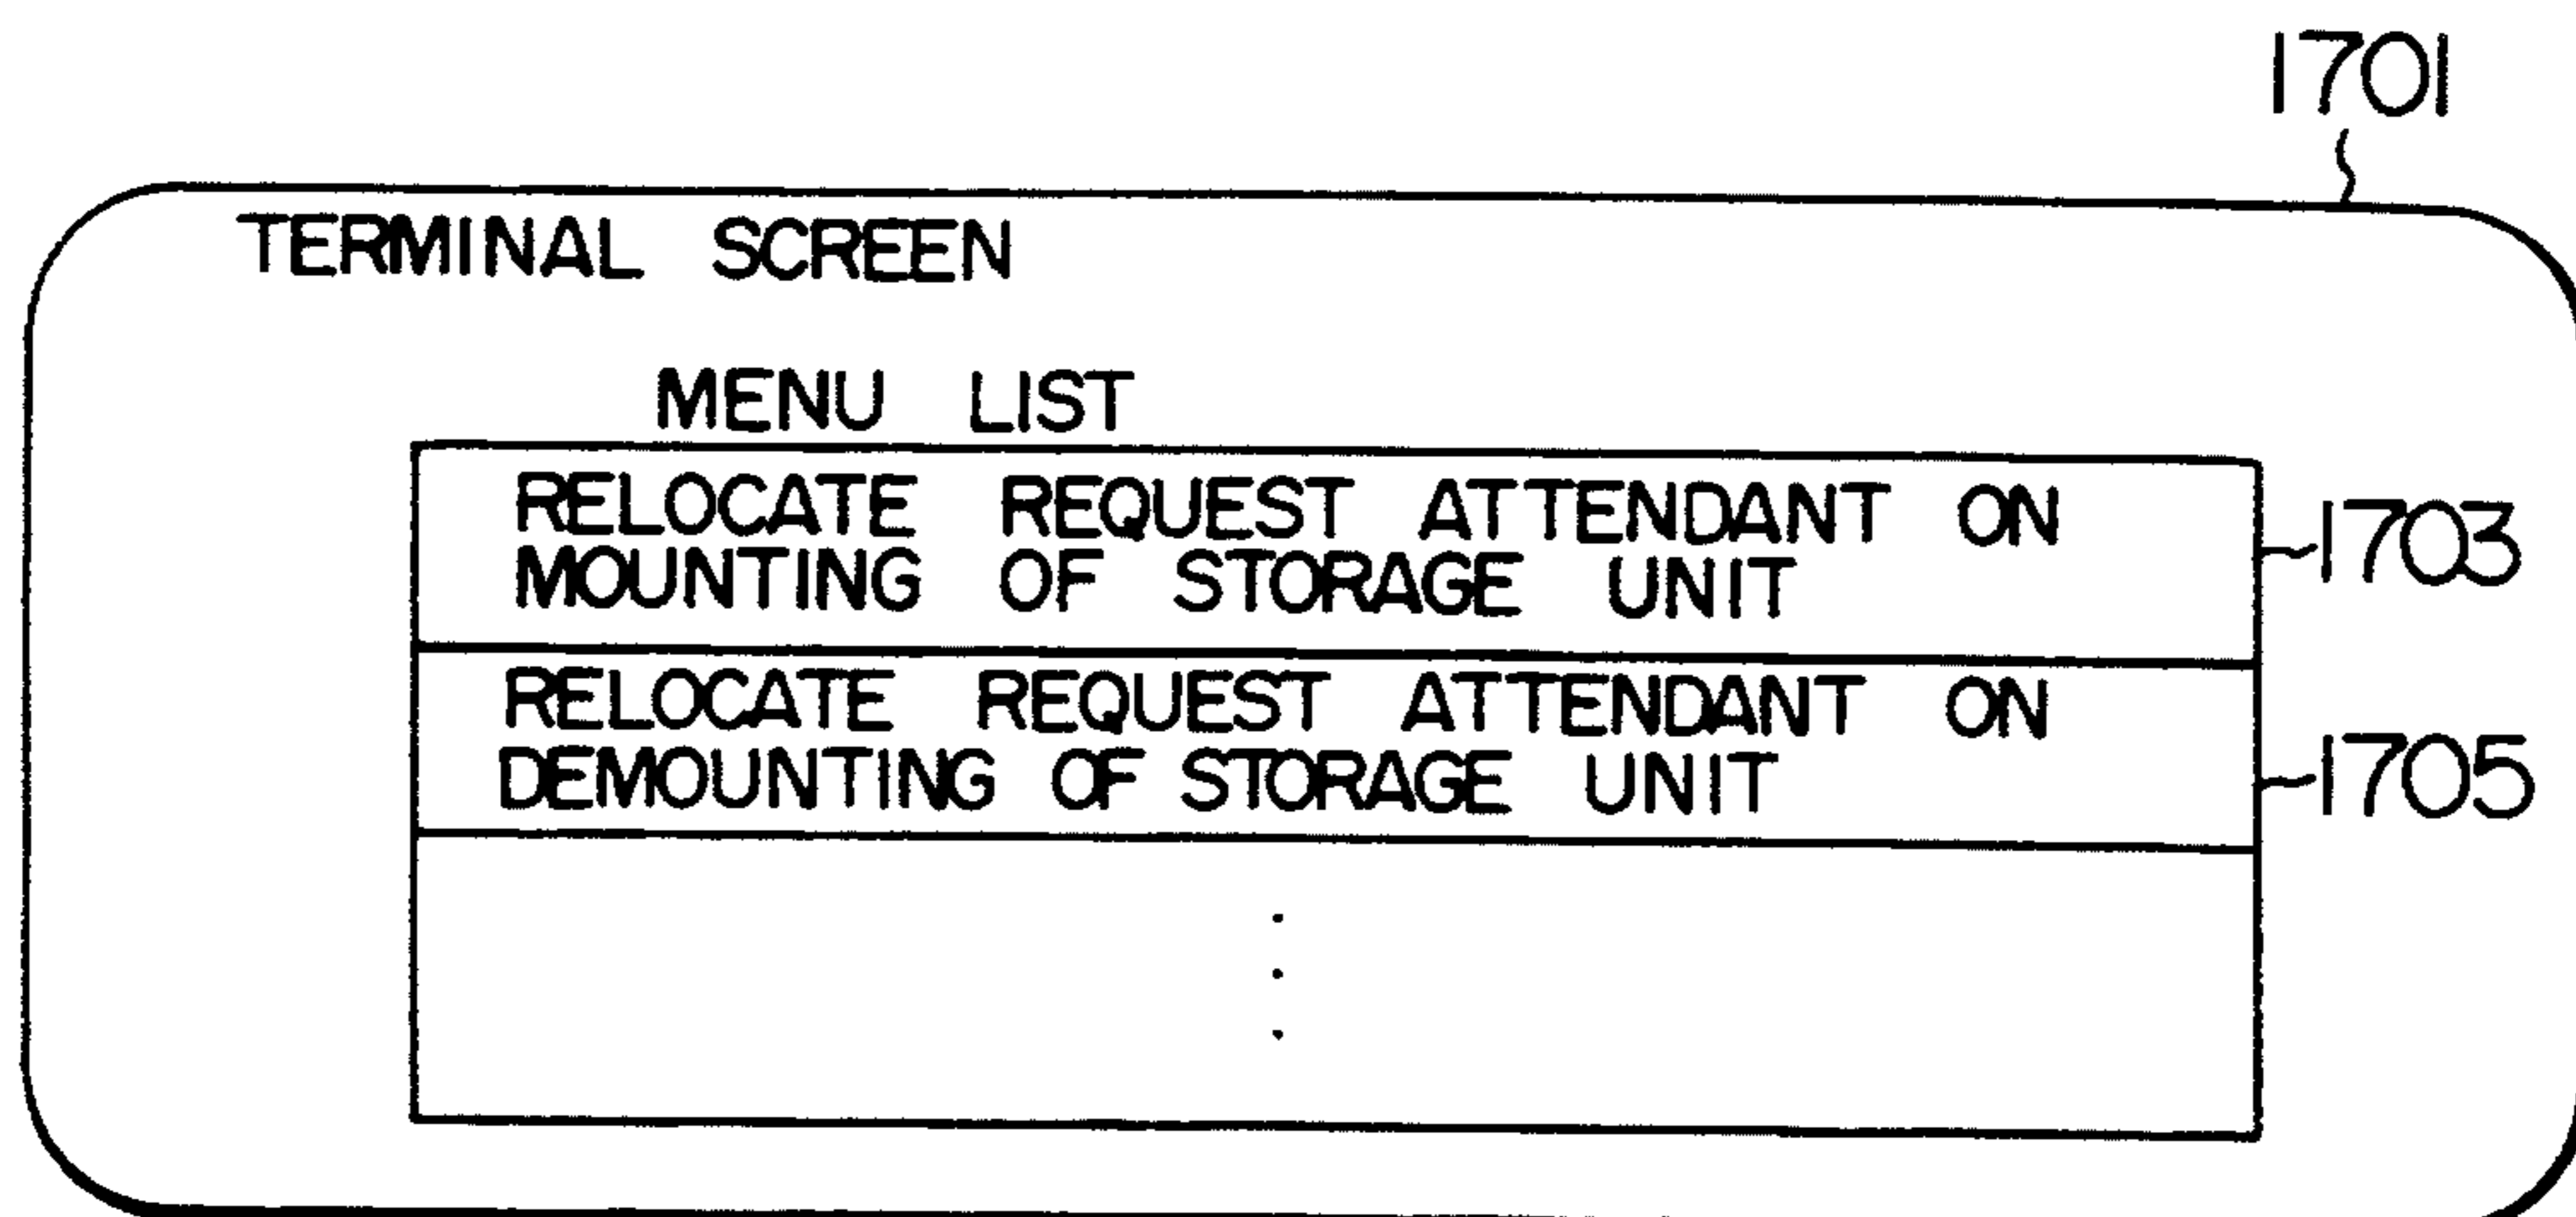 1701
TERMINAL SCREEN
MENU LIST
RELOCATE REQUEST ATTENDANT ON
MOUNTING OF STORAGE UNIT
1703
RELOCATE REQUEST ATTENDANT ON
DEMOUNTING OF STORAGE UNIT
1705